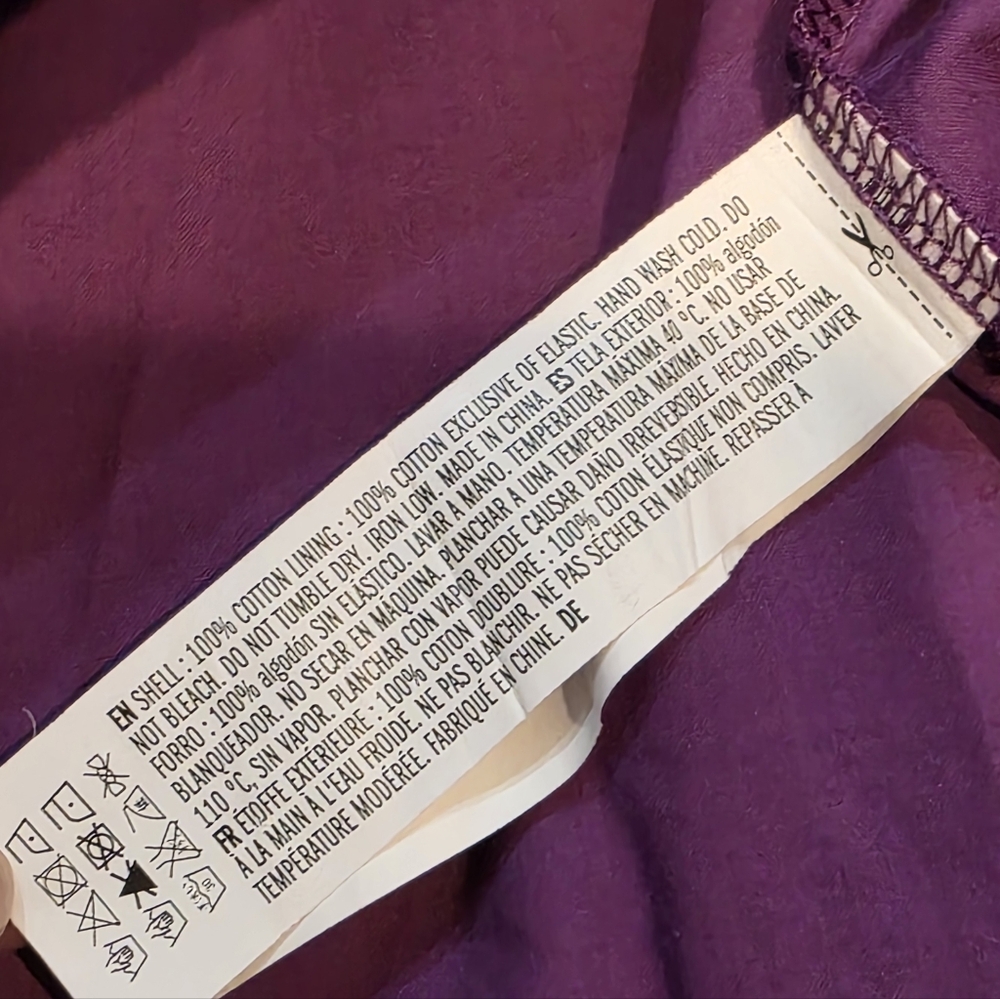 EN SHELL : 100% COTTON LINING : 100% COTTON EXCLUSIVE OF ELASTIC. HAND WASH COLD. DO
NOT BLEACH. DO NOT TUMBLE DRY. IRON LOW. MADE IN CHINA. ES TELA EXTERIOR : 100% algodón
FORRO : 100% algodón SIN ELÁSTICO. LAVAR A MANO. TEMPERATURA MÁXIMA 40 °C. NO USAR
BLANQUEADOR. NO SECAR EN MAQUINA. PLANCHAR A UNA TEMPERATURA MÁXIMA DE LA BASE DE
110 °C, SIN VAPOR. PLANCHAR CON VAPOR PUEDE CAUSAR DANO IRREVERSIBLE. HECHO EN CHINA.
FR ÉTOFFE EXTÉRIEURE : 100% COTON DOUBLURE : 100% COTON ELASTIQUE NON COMPRIS. LAVER
À LA MAIN À L'EAU FROIDE. NE PAS BLANCHIR. NE PAS SÉCHER EN MACHINE. REPASSER À
TEMPÉRATURE MODÉRÉE. FABRIQUÉ EN CHINE. DE
30